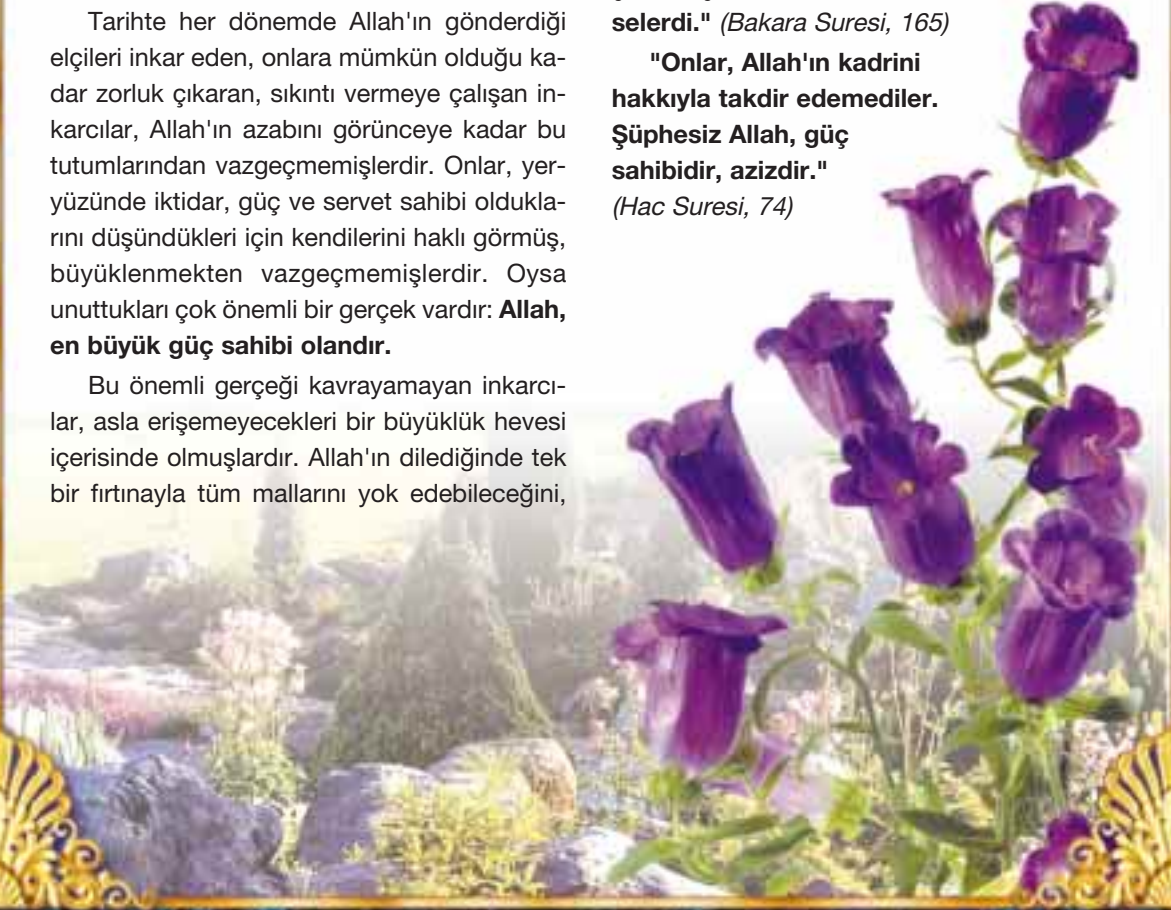 Tarihte her dönemde Allah'ın gönderdiği
elçileri inkar eden, onlara mümkün olduğu ka-
dar zorluk çıkaran, sıkıntı vermeye çalışan in-
karcılar, Allah'ın azabını görünceye kadar bu
tutumlarından vazgeçmemişlerdir. Onlar, yer-
yüzünde iktidar, güç ve servet sahibi oldukla-
rını düşündükleri için kendilerini haklı görmüş,
büyüklenmekten vazgeçmemişlerdir. Oysa
unuttukları çok önemli bir gerçek vardır: Allah,
en büyük güç sahibi olandır.
Bu önemli gerçeği kavrayamayan inkarcı-
lar, asla erişemeyecekleri bir büyüklük hevesi
içerisinde olmuşlardır. Allah'ın dilediğinde tek
bir fırtınayla tüm mallarını yok edebileceğini,
selerdi." (Bakara Suresi, 165)
"Onlar, Allah'ın kadrini
hakkıyla takdir edemediler.
Şüphesiz Allah, güç
sahibidir, azizdir."
(Hac Suresi, 74)